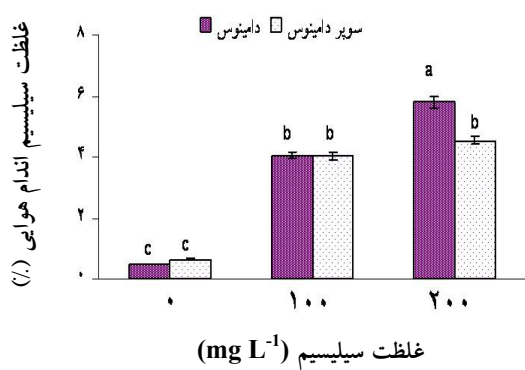 دامینوس سوپر دامینوس
غلظت سیلیسیم اندام هوایی (٪)
۸
۶
۴
۲
۰
c c
b b
a b
۰ ۱۰۰ ۲۰۰
غلظت سیلیسیم (mg L-1)